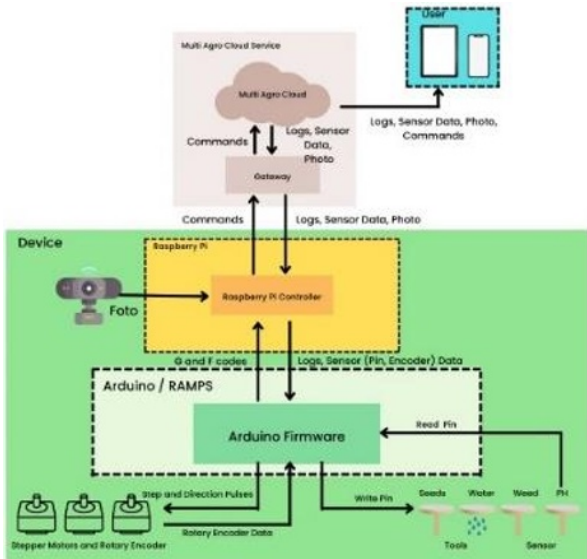 User
Multi Agro Cloud Service
Multi Agro Cloud
Commands
Logs, Sensor
Data,
Photo
Logs, Sensor Data, Photo,
Commands
Gateway
Commands
Logs, Sensor Data, Photo
Device
Raspberry Pi
Raspberry Pi Controller
Foto
G and F codes
Logs, Sensor (Pin, Encoder) Data
Arduino / RAMPS
Arduino Firmware
Read Pin
Step and Direction Pulses
Write Pin
Seeds
Water
Weed
PH
Rotary Encoder Data
Stepper Motors and Rotary Encoder
Tools
Sensor